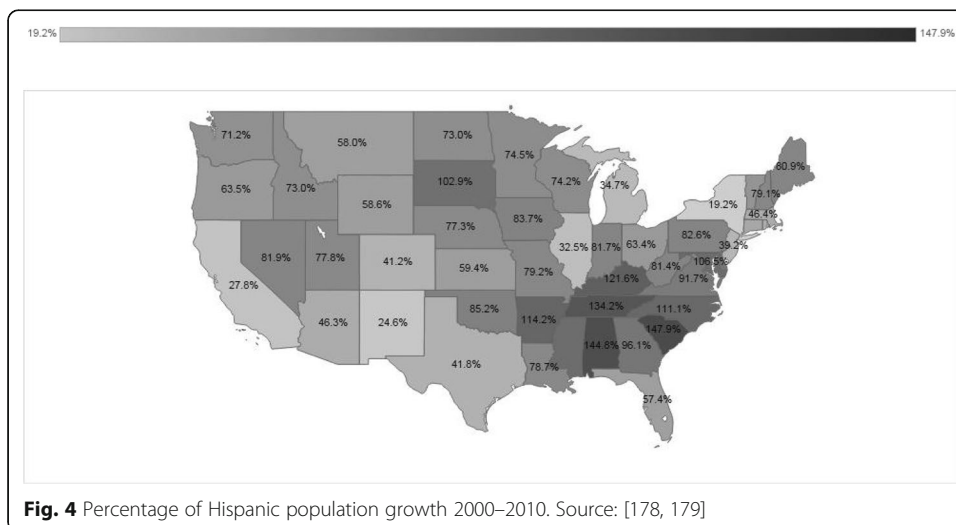 19.2% 147.9%
71.2% 58.0% 73.0% 74.5%
63.5% 73.0% 58.6% 102.9% 74.2% 34.7% 79.1% 60.9%
19.2% 46.4%
81.9% 77.8% 41.2% 77.3% 83.7% 32.5% 81.7% 63.4% 82.6% 39.2%
27.8% 59.4% 79.2% 121.6% 81.4% 106.5% 91.7%
46.3% 24.6% 85.2% 114.2% 134.2% 111.1%
41.8% 78.7% 144.8% 96.1% 147.9%
57.4%
Fig. 4 Percentage of Hispanic population growth 2000–2010. Source: [178, 179]